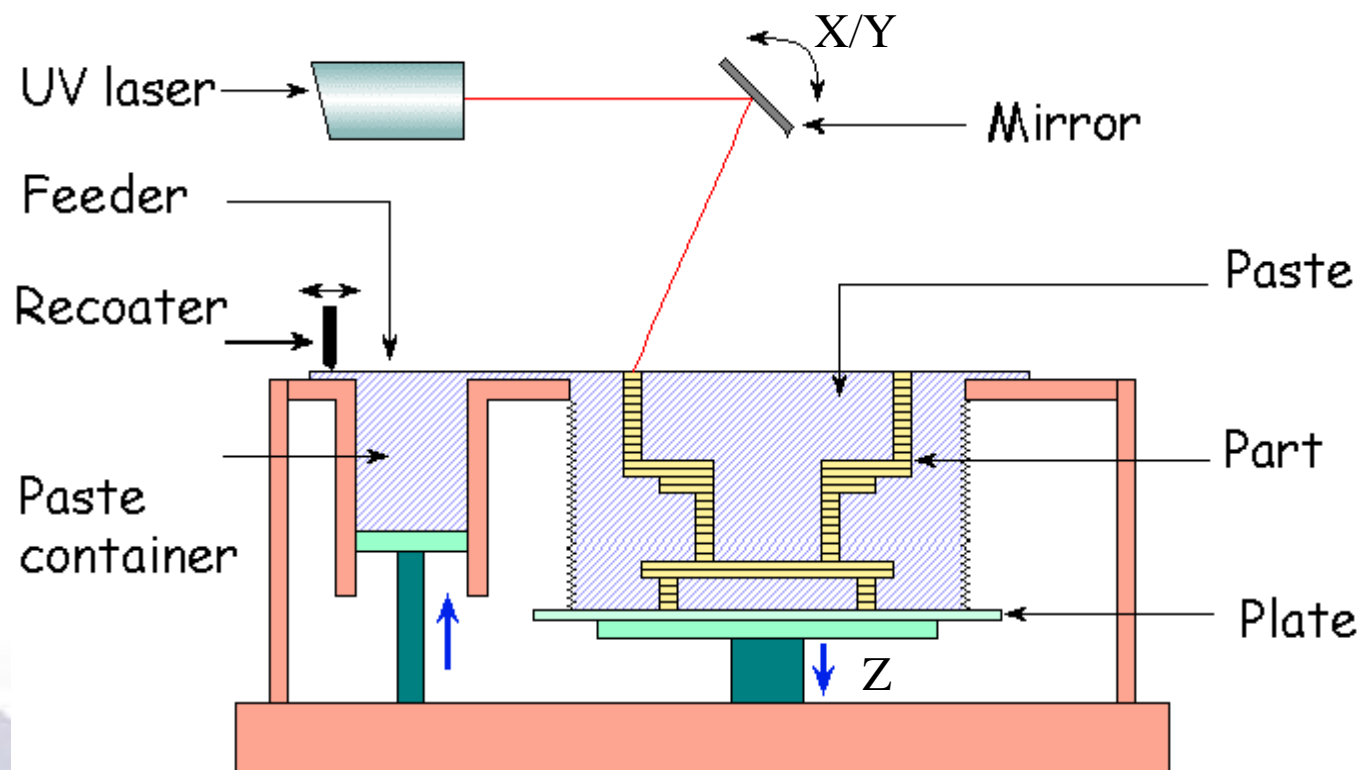 X/Y
UV laser
Mirror
Feeder
Paste
Recoater
Part
Paste
container
Plate
Z